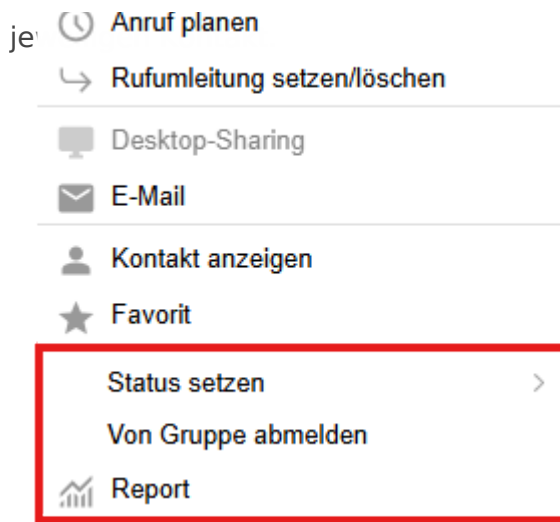 Anruf planen
Rufumleitung setzen/löschen
Desktop-Sharing
E-Mail
Kontakt anzeigen
Favorit
Status setzen
Von Gruppe abmelden
Report